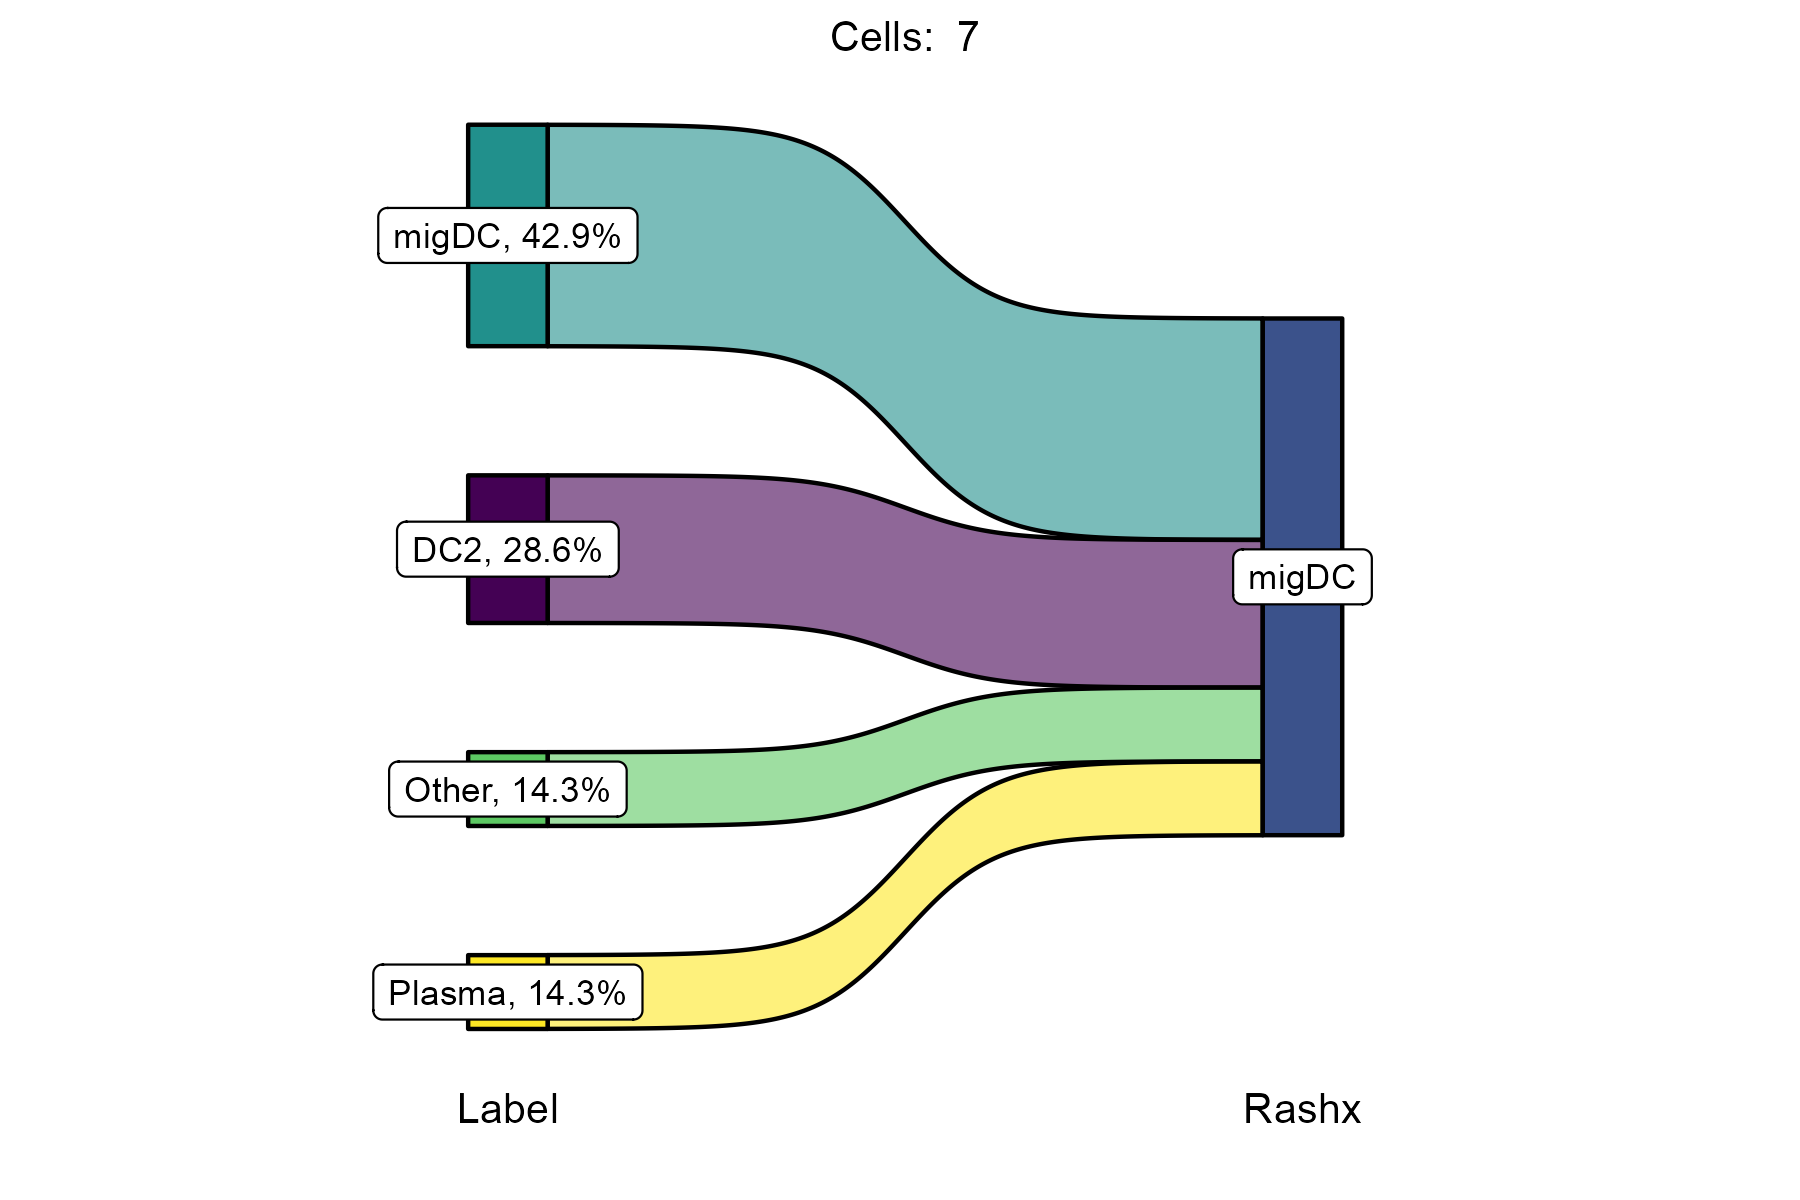 Cells:  7
migDC, 42.9%
DC2, 28.6%
migDC
Other, 14.3%
Plasma, 14.3%
Label
Rashx